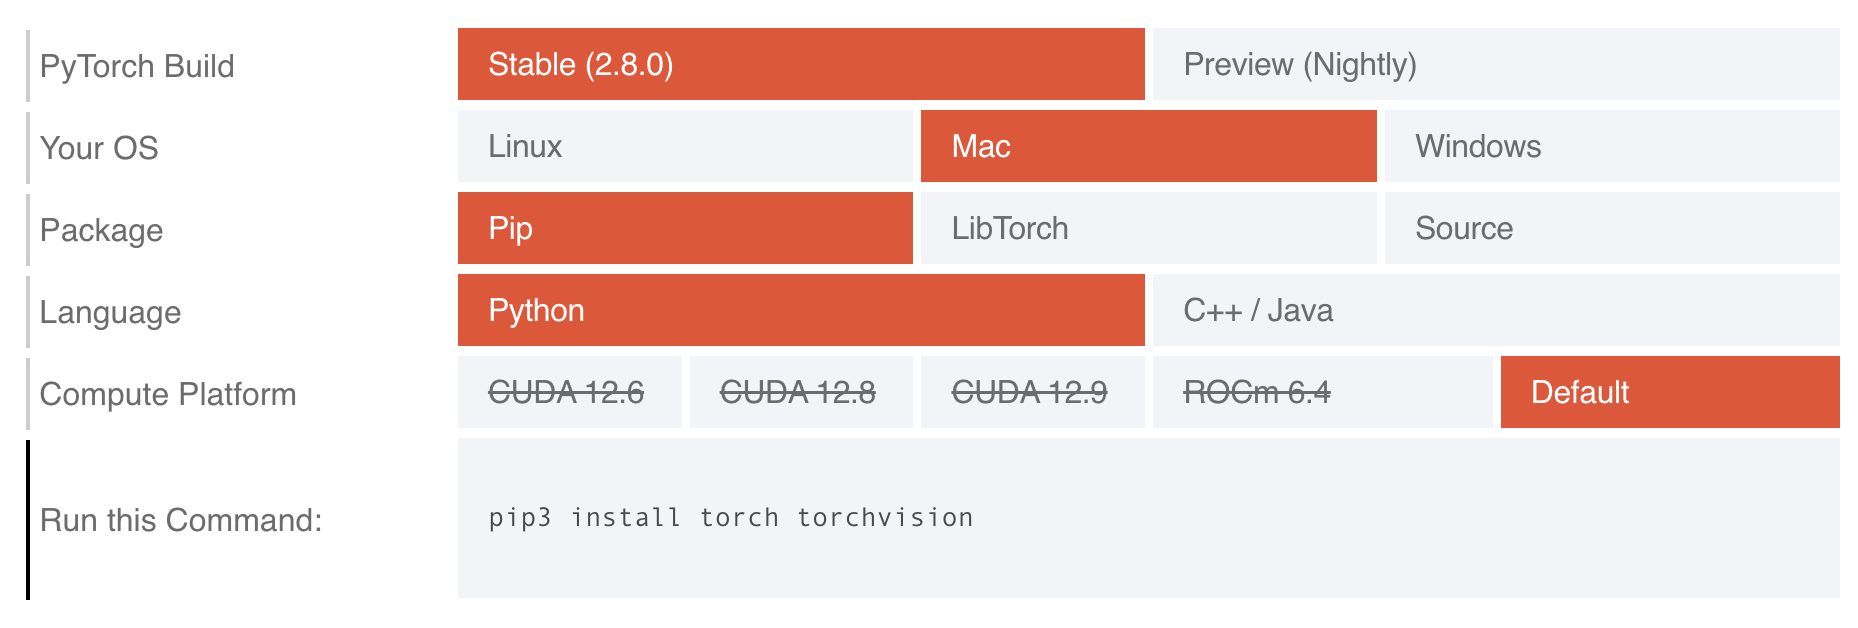 PyTorch Build Stable (2.8.0) Preview (Nightly)
Your OS Linux Mac Windows
Package Pip LibTorch Source
Language Python C++ / Java
Compute Platform CUDA 12.6 CUDA 12.8 CUDA 12.9 ROCm 6.4 Default
Run this Command: pip3 install torch torchvision